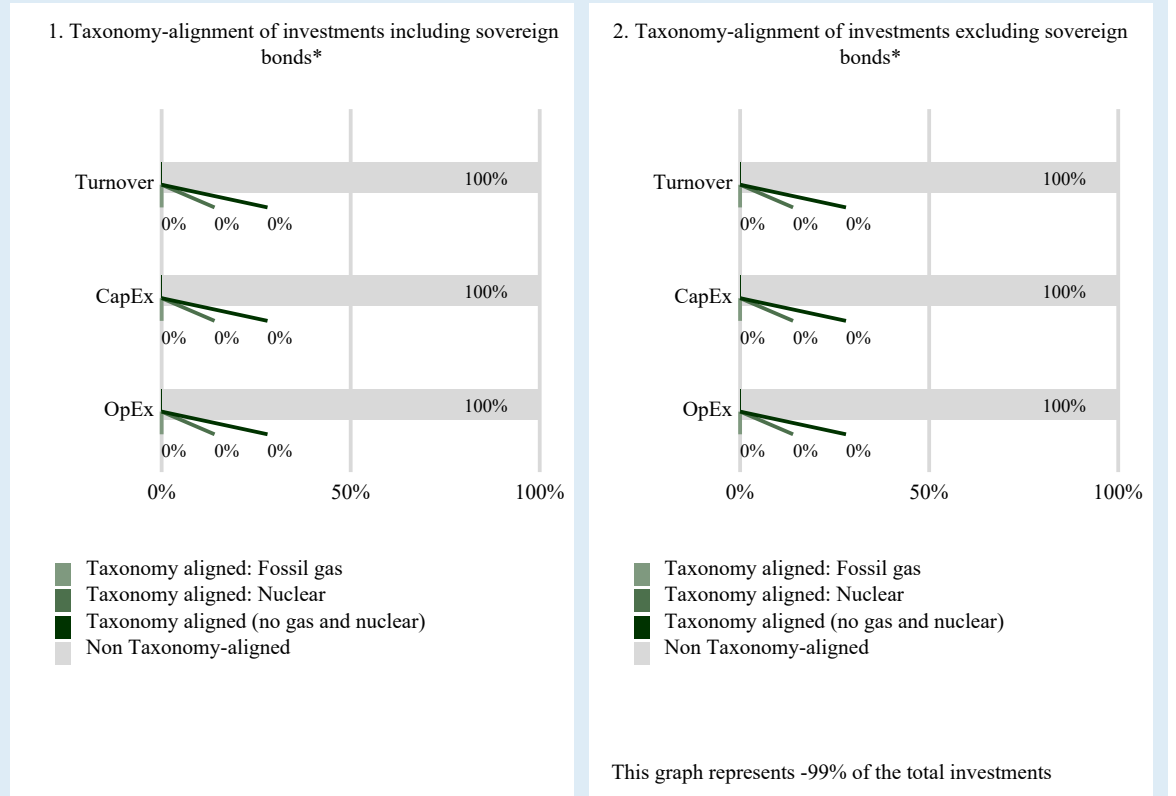 1. Taxonomy-alignment of investments including sovereign
bonds*
Turnover
100%
0% 0% 0%
CapEx
100%
0% 0% 0%
OpEx
100%
0% 0% 0%
0% 50% 100%
Taxonomy aligned: Fossil gas
Taxonomy aligned: Nuclear
Taxonomy aligned (no gas and nuclear)
Non Taxonomy-aligned
2. Taxonomy-alignment of investments excluding sovereign
bonds*
Turnover
100%
0% 0% 0%
CapEx
100%
0% 0% 0%
OpEx
100%
0% 0% 0%
0% 50% 100%
Taxonomy aligned: Fossil gas
Taxonomy aligned: Nuclear
Taxonomy aligned (no gas and nuclear)
Non Taxonomy-aligned
This graph represents -99% of the total investments